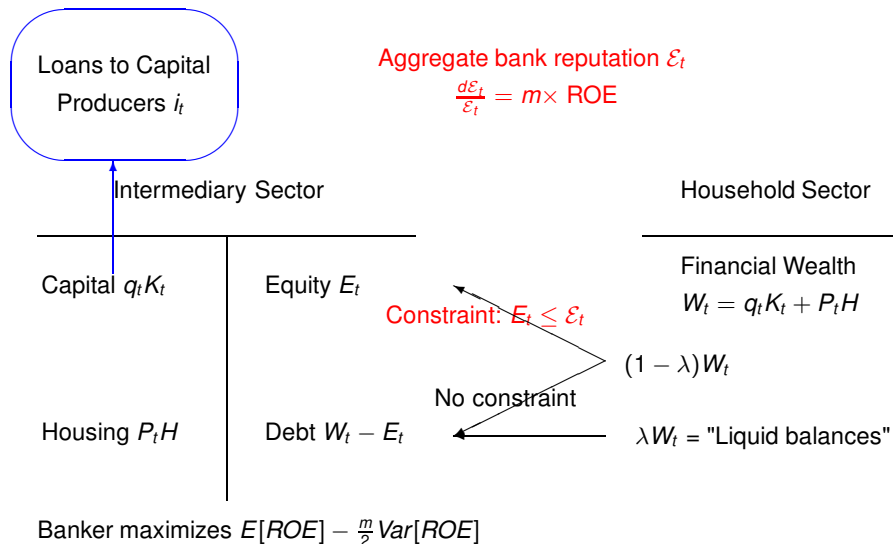 Loans to Capital
Producers i_t
Aggregate bank reputation ℰ_t
dℰ_t/ℰ_t = m× ROE
Intermediary Sector
Household Sector
Capital q_tK_t
Equity E_t
Financial Wealth
W_t = q_tK_t + P_tH
Constraint: E_t ≤ ℰ_t
(1 − λ)W_t
No constraint
Housing P_tH
Debt W_t − E_t
λW_t = "Liquid balances"
Banker maximizes E[ROE] − m/2 Var[ROE]